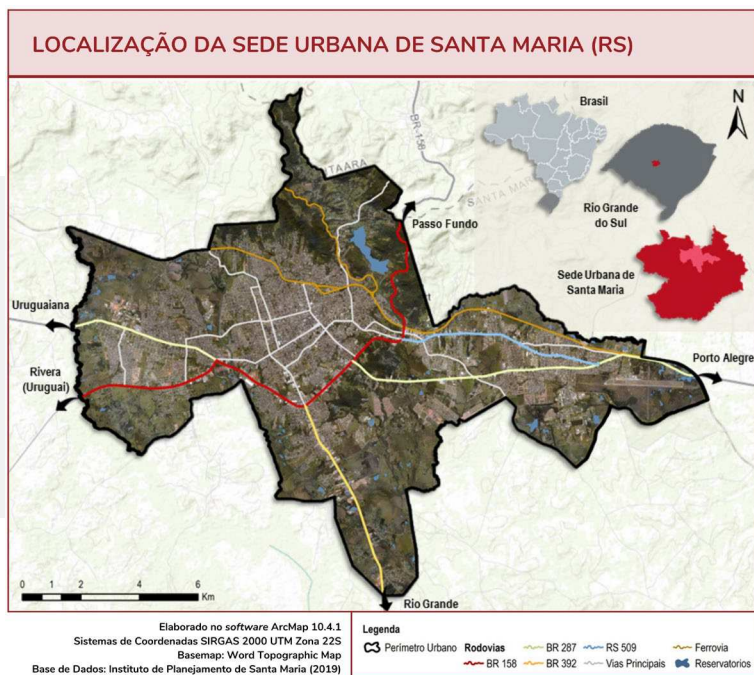 LOCALIZAÇÃO DA SEDE URBANA DE SANTA MARIA (RS)
Brasil
N
BR-158
ITAARA
SANTA MAR
Passo Fundo
Rio Grande
do Sul
Sede Urbana de
Santa Maria
Uruguaiana
Rivera
(Uruguai)
Porto Alegre
0 1 2 4 6
Km
Rio Grande
Elaborado no software ArcMap 10.4.1
Sistemas de Coordenadas SIRGAS 2000 UTM Zona 22S
Basemap: Word Topographic Map
Base de Dados: Instituto de Planejamento de Santa Maria (2019)
Legenda
Perímetro Urbano Rodovias BR 287 RS 509 Ferrovia
BR 158 BR 392 Vias Principais Reservatorios